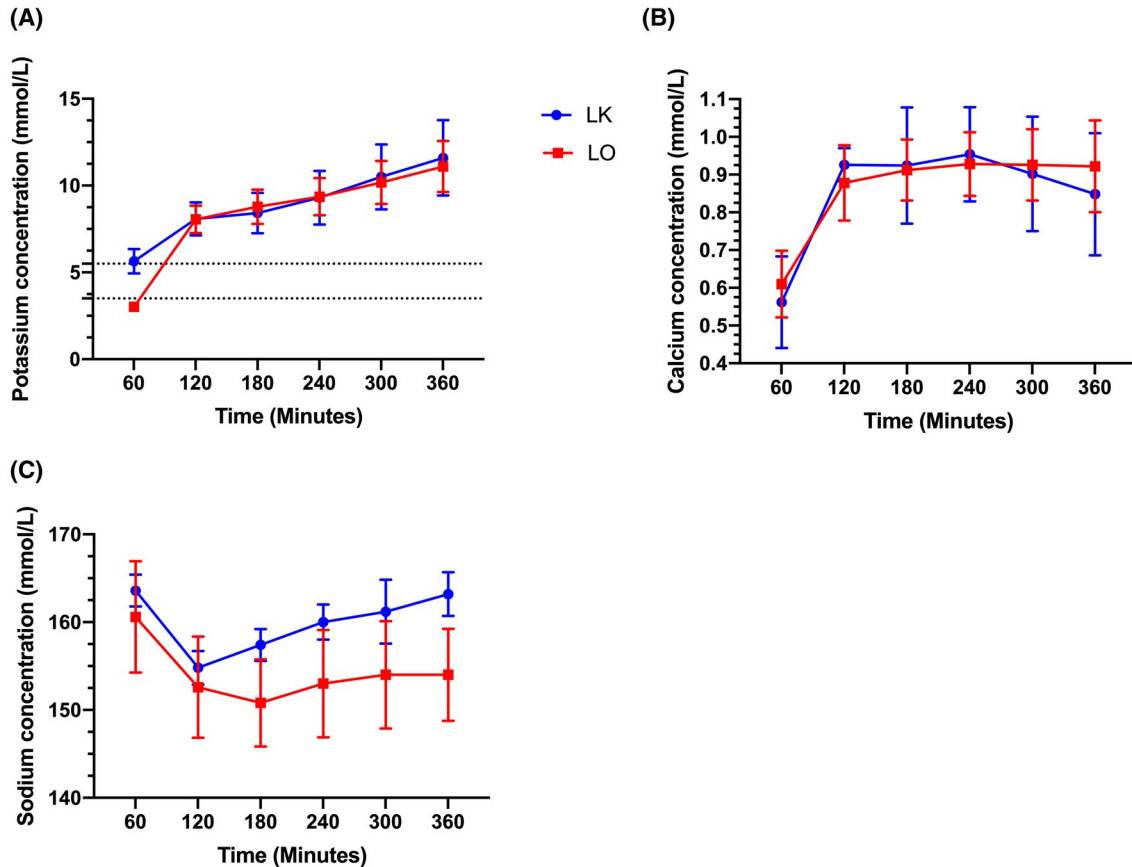 (A)
Potassium concentration (mmol/L)
15
10
5
0
60 120 180 240 300 360
Time (Minutes)
LK
LO
(B)
Calcium concentration (mmol/L)
1.1
1.0
0.9
0.8
0.7
0.6
0.5
0.4
60 120 180 240 300 360
Time (Minutes)
(C)
Sodium concentration (mmol/L)
170
160
150
140
60 120 180 240 300 360
Time (Minutes)